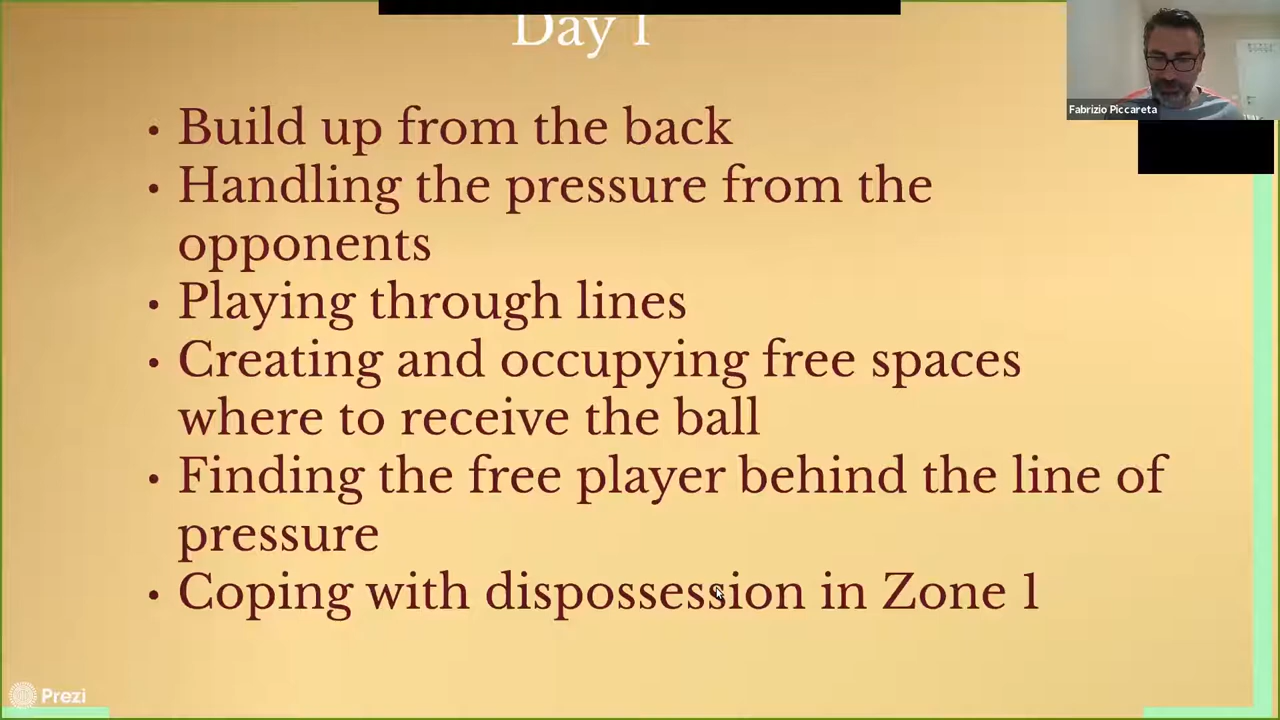 Day 1
Fabrizio Piccareta
• Build up from the back
• Handling the pressure from the
opponents
• Playing through lines
• Creating and occupying free spaces
where to receive the ball
• Finding the free player behind the line of
pressure
• Coping with dispossession in Zone 1
Prezi